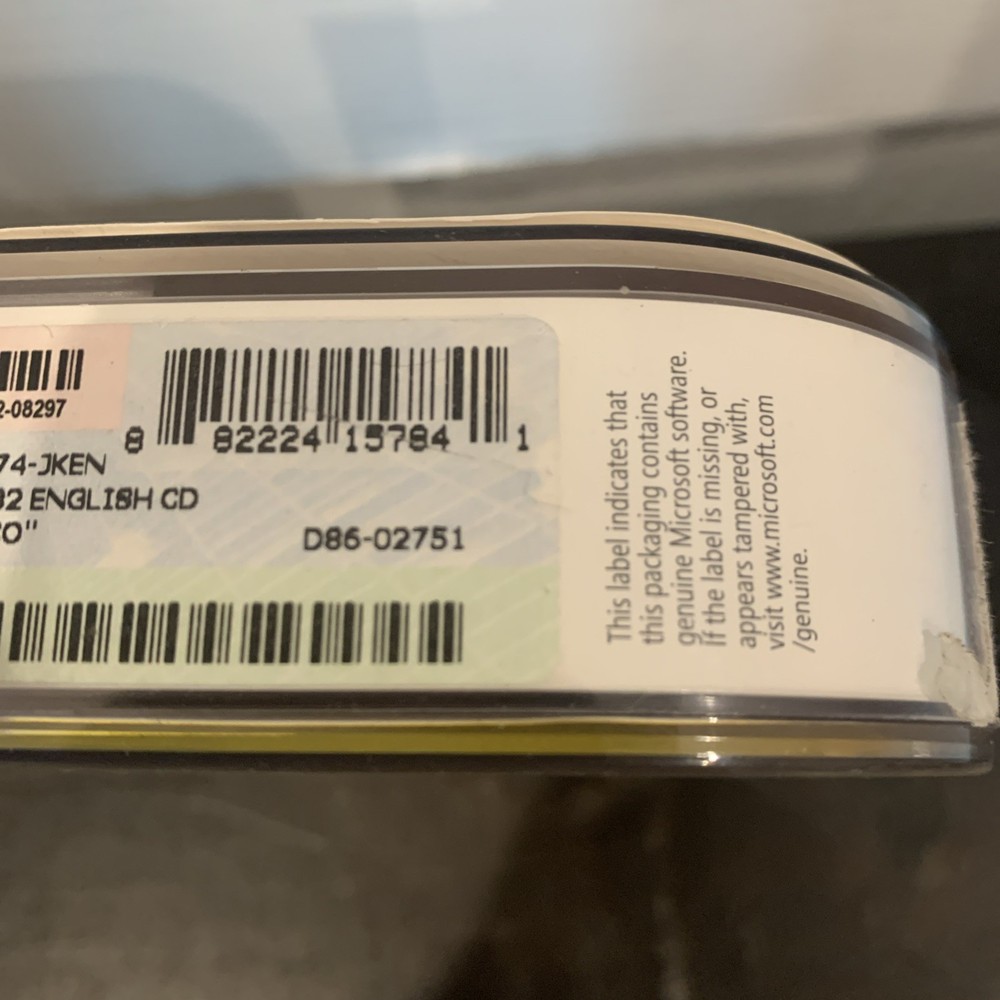 2-08297
8 82224 15784 1
74-JKEN
32 ENGLISH CD
CO"
D86-02751
This label indicates that
this packaging contains
genuine Microsoft software.
If the label is missing, or
appears tampered with,
visit www.microsoft.com
/genuine.